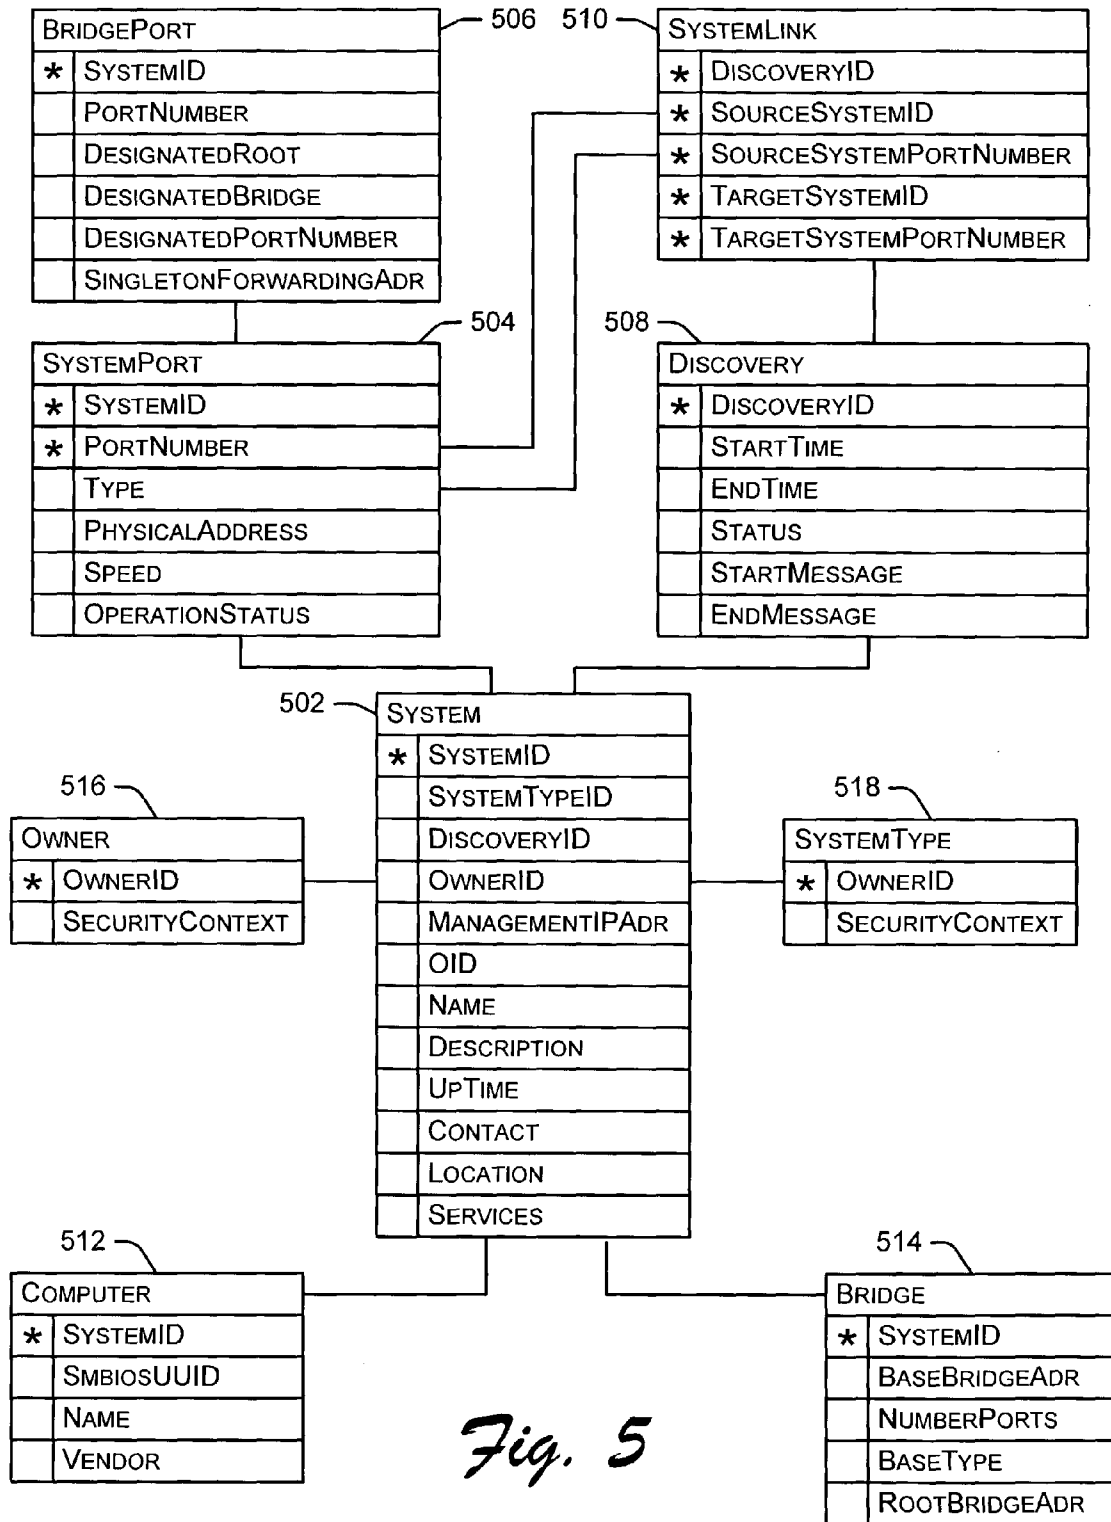 506
BRIDGEPORT
* SYSTEMID
PORTNUMBER
DESIGNATEDROOT
DESIGNATEDBRIDGE
DESIGNATEDPORTNUMBER
SINGLETONFORWARDINGADR
510
SYSTEMLINK
* DISCOVERYID
* SOURCESYSTEMID
* SOURCESYSTEMPORTNUMBER
* TARGETSYSTEMID
* TARGETSYSTEMPORTNUMBER
504
SYSTEMPORT
* SYSTEMID
* PORTNUMBER
TYPE
PHYSICALADDRESS
SPEED
OPERATIONSTATUS
508
DISCOVERY
* DISCOVERYID
STARTTIME
ENDTIME
STATUS
STARTMESSAGE
ENDMESSAGE
502
SYSTEM
* SYSTEMID
SYSTEMTYPEID
DISCOVERYID
OWNERID
MANAGEMENTIPADR
OID
NAME
DESCRIPTION
UPTIME
CONTACT
LOCATION
SERVICES
516
OWNER
* OWNERID
SECURITYCONTEXT
518
SYSTEMTYPE
* OWNERID
SECURITYCONTEXT
512
COMPUTER
* SYSTEMID
SMBIOSUUID
NAME
VENDOR
514
BRIDGE
* SYSTEMID
BASEBRIDGEADR
NUMBERPORTS
BASETYPE
ROOTBRIDGEADR
Fig. 5